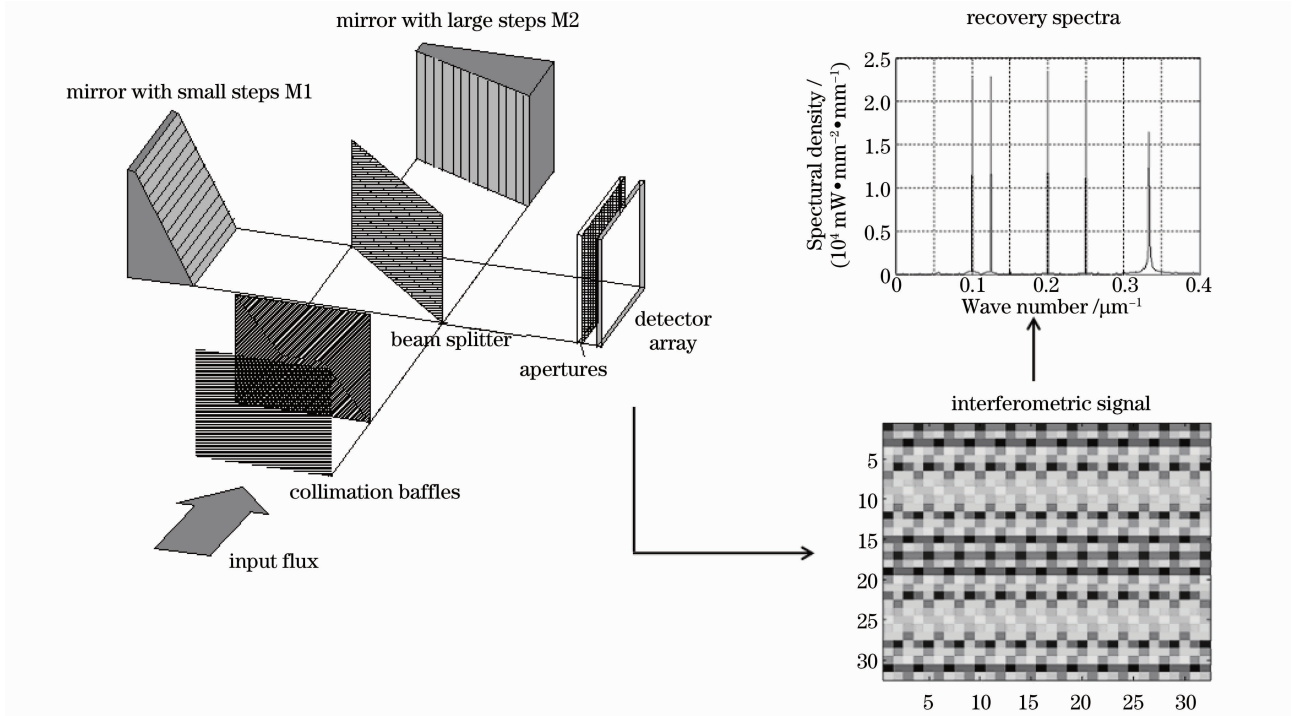 mirror with large steps M2
mirror with small steps M1
beam splitter
detector
array
apertures
collimation baffles
input flux
recovery spectra
Spectral density /
(10⁴ mW•mm⁻²•mm⁻¹)
2.5
2.0
1.5
1.0
0.5
0
0 0.1 0.2 0.3 0.4
Wave number /μm⁻¹
interferometric signal
5
10
15
20
25
30
5 10 15 20 25 30